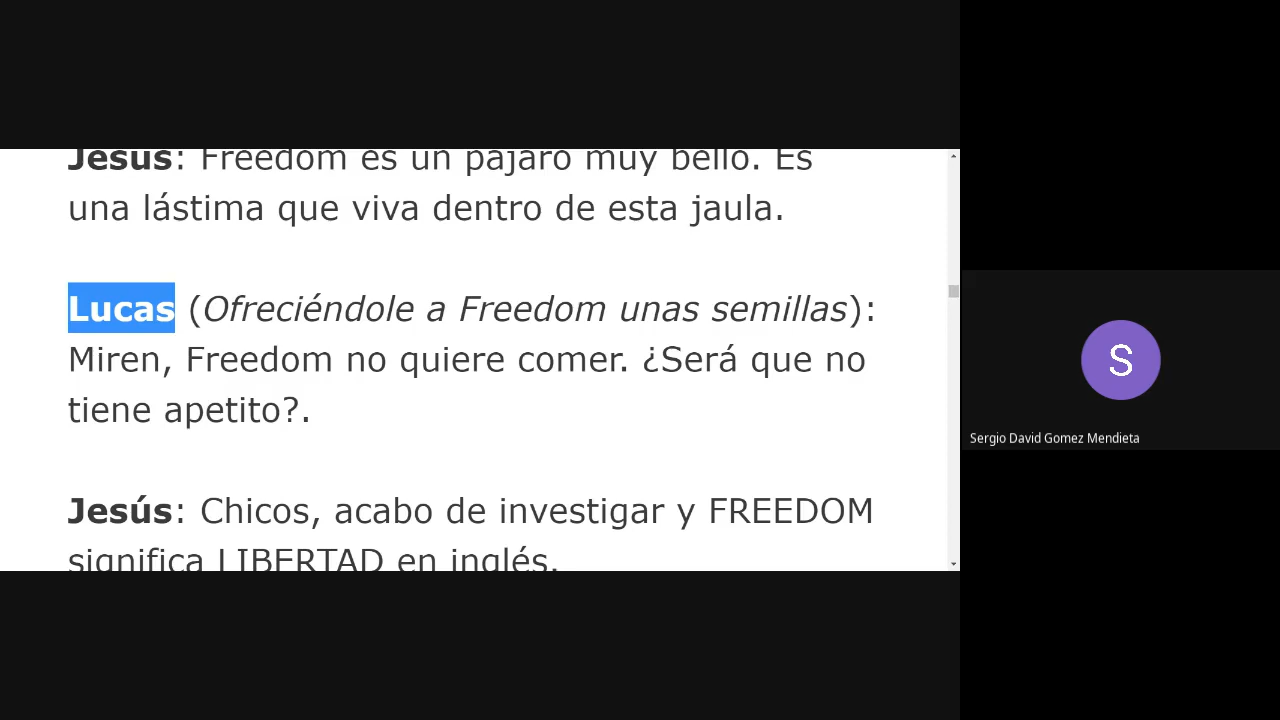 Jesús: Freedom es un pájaro muy bello. Es
una lástima que viva dentro de esta jaula.
Lucas (Ofreciéndole a Freedom unas semillas):
Miren, Freedom no quiere comer. ¿Será que no
tiene apetito?.
Jesús: Chicos, acabo de investigar y FREEDOM
significa LIBERTAD en inglés.
S
Sergio David Gomez Mendieta